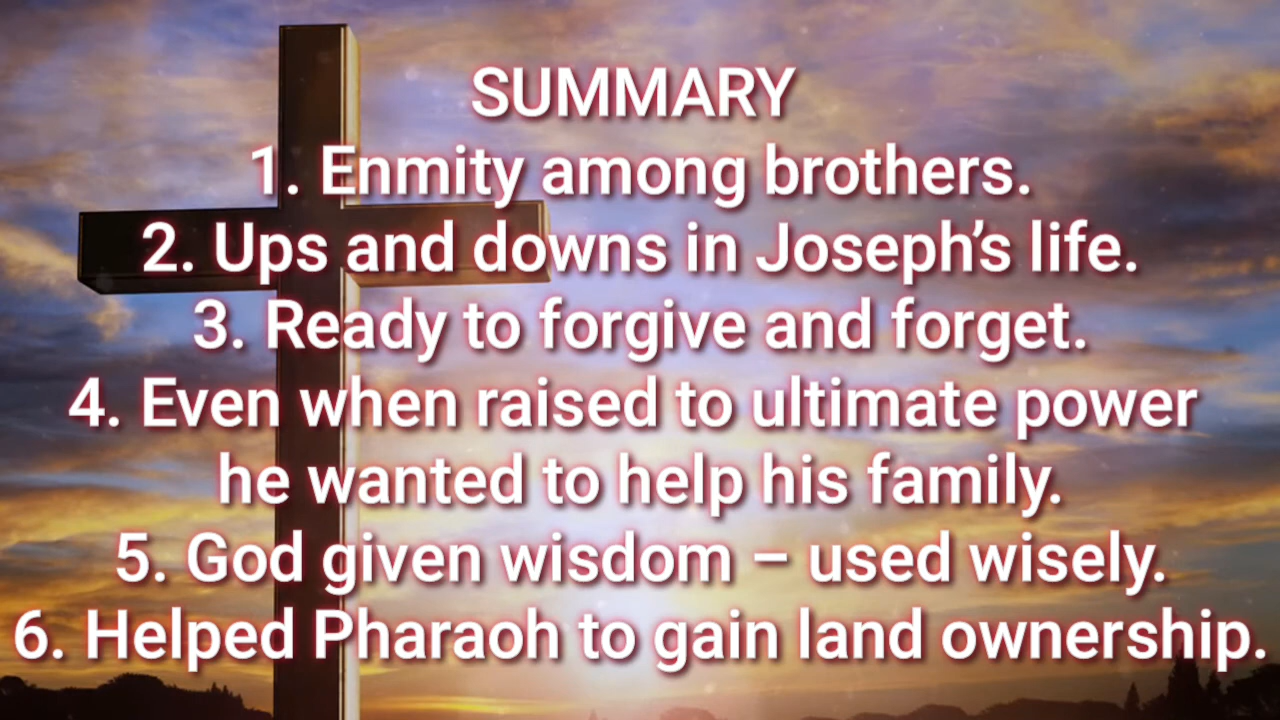 SUMMARY
1. Enmity among brothers.
2. Ups and downs in Joseph’s life.
3. Ready to forgive and forget.
4. Even when raised to ultimate power
he wanted to help his family.
5. God given wisdom – used wisely.
6. Helped Pharaoh to gain land ownership.